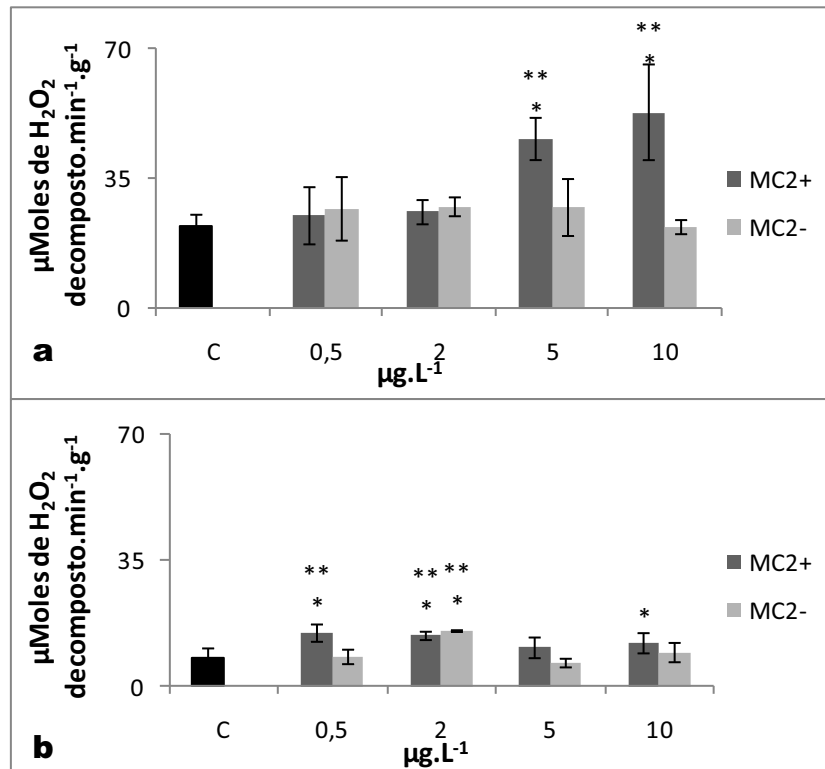 70
35
0
µMoles de H₂O₂
decomposto.min⁻¹.g⁻¹
**
*
**
*
MC2+
MC2-
C 0,5 2 5 10
µg.L⁻¹
a
70
35
0
µMoles de H₂O₂
decomposto.min⁻¹.g⁻¹
** ** **
* * * *
MC2+
MC2-
C 0,5 2 5 10
µg.L⁻¹
b